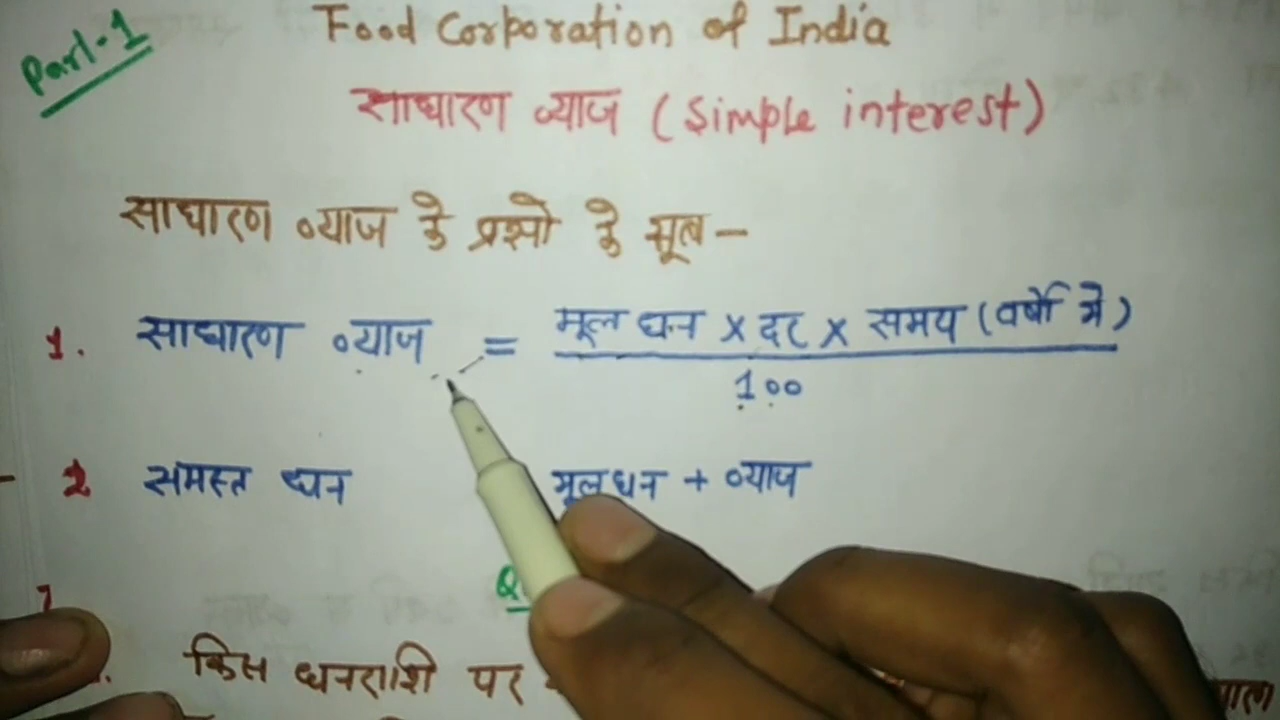 Part-1
Food Corporation of India
साधारण ब्याज (Simple interest)
साधारण ब्याज के प्रश्नो के सूत्र -
1. साधारण ब्याज = मूलधन × दर × समय (वर्षो मे)
100
2 समस्त धन मूलधन + ब्याज
किस धनराशि पर